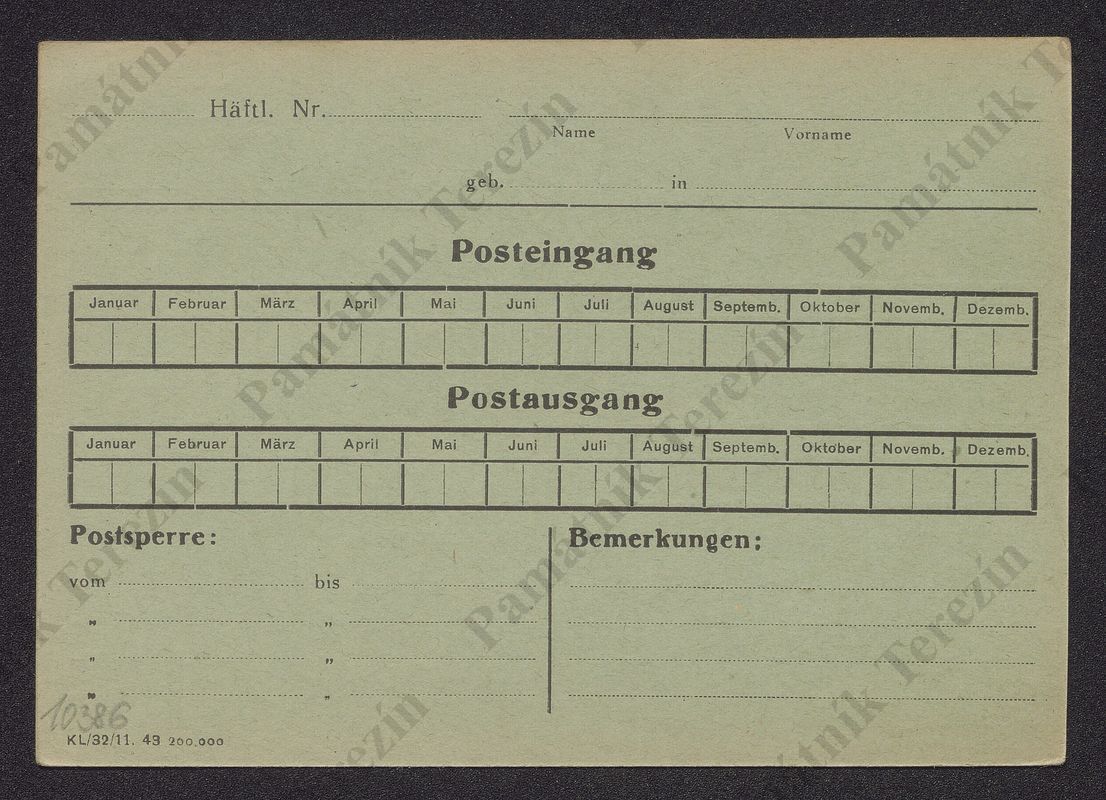 Häftl. Nr.
Name Vorname
geb. in
Posteingang
Januar Februar März April Mai Juni Juli August Septemb. Oktober Novemb. Dezemb.
Postausgang
Januar Februar März April Mai Juni Juli August Septemb. Oktober Novemb. Dezemb.
Postsperre: Bemerkungen:
vom bis
„ „
„ „
„ „
10386
KL/32/11. 43 200.000
Památník Terezín